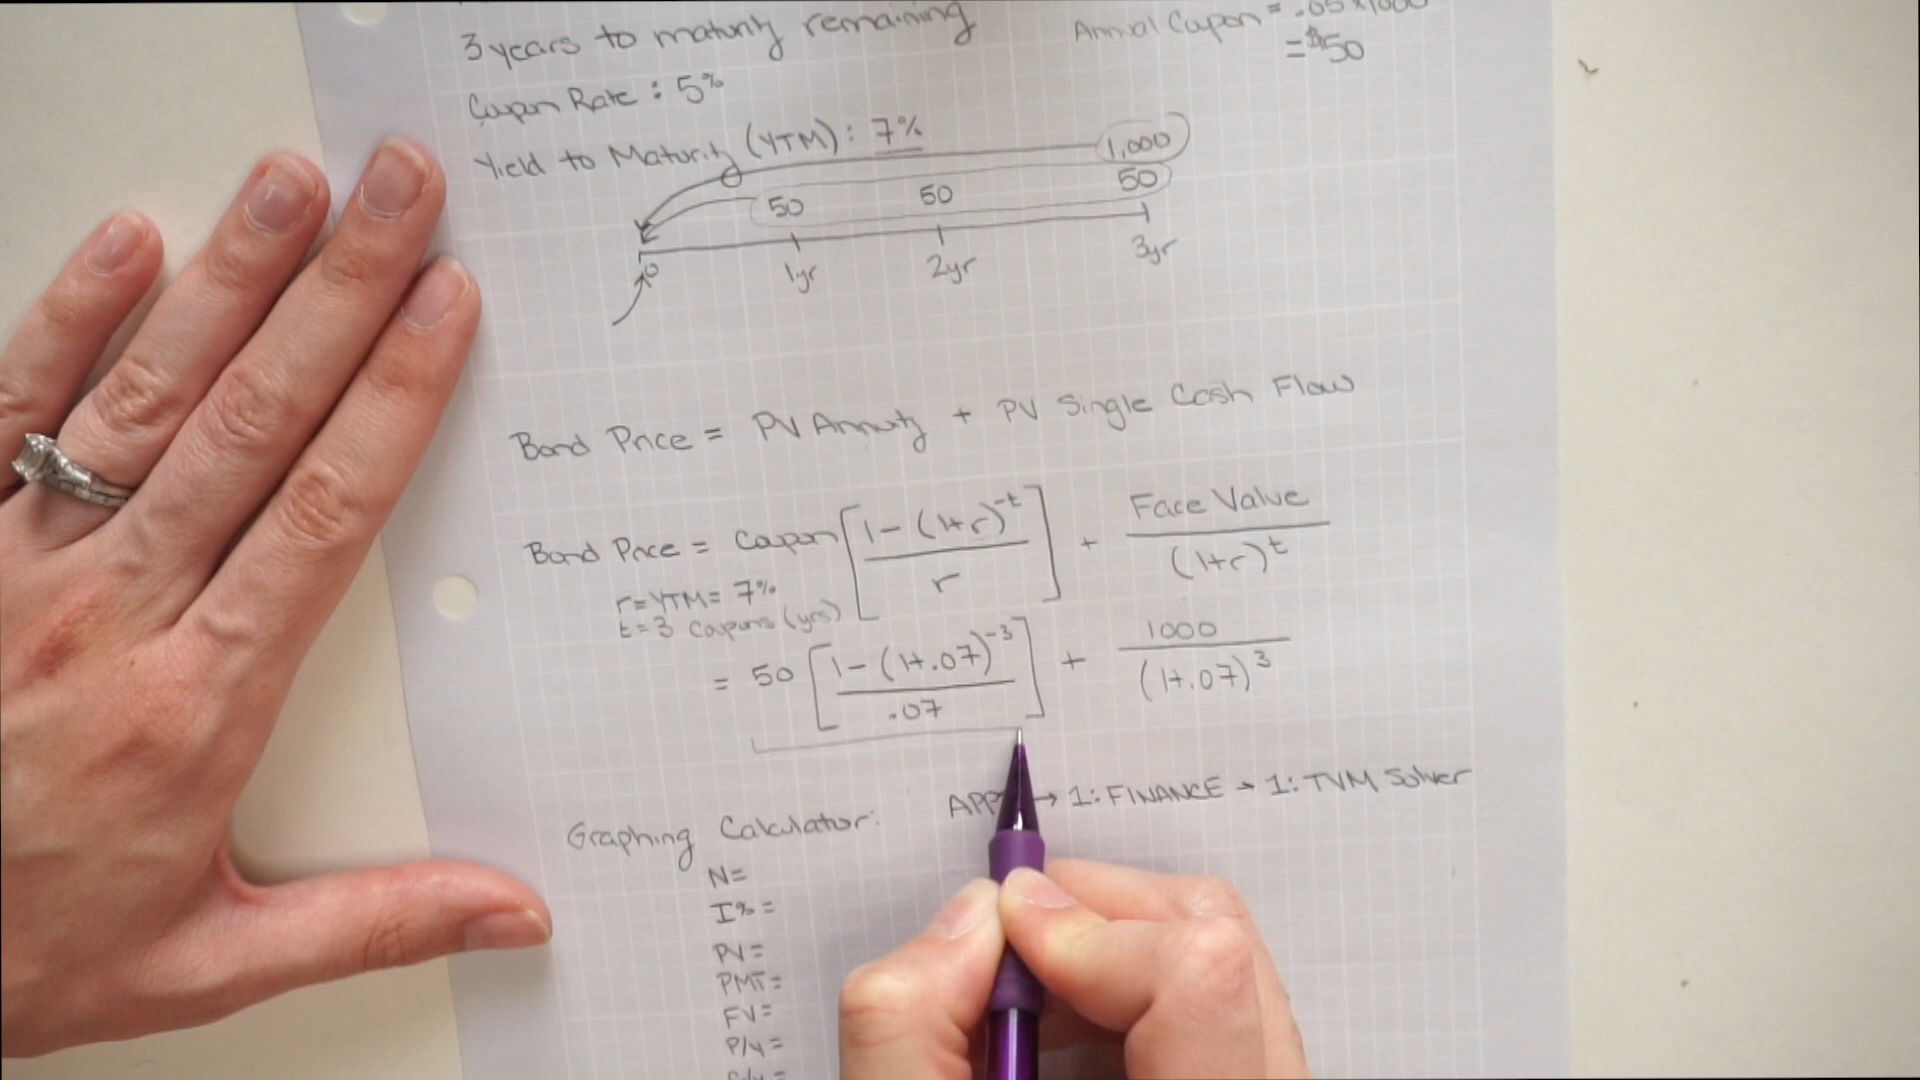 3 years to maturity remaining
Annual Coupon = .05 x 1000
= $50
Coupon Rate : 5%
Yield to Maturity (YTM) : 7%
1,000
50 50 50
0 1yr 2yr 3yr
Bond Price = PV Annuity + PV Single Cash Flow
Bond Price = Coupon [ 1 - (1+r)^-t / r ] + Face Value / (1+r)^t
r = YTM = 7%
t = 3 coupons (yrs)
= 50 [ 1 - (1+.07)^-3 / .07 ] + 1000 / (1+.07)^3
Graphing Calculator: APPS → 1: FINANCE → 1: TVM Solver
N=
I% =
PV =
PMT =
FV =
P/Y =
C/Y =